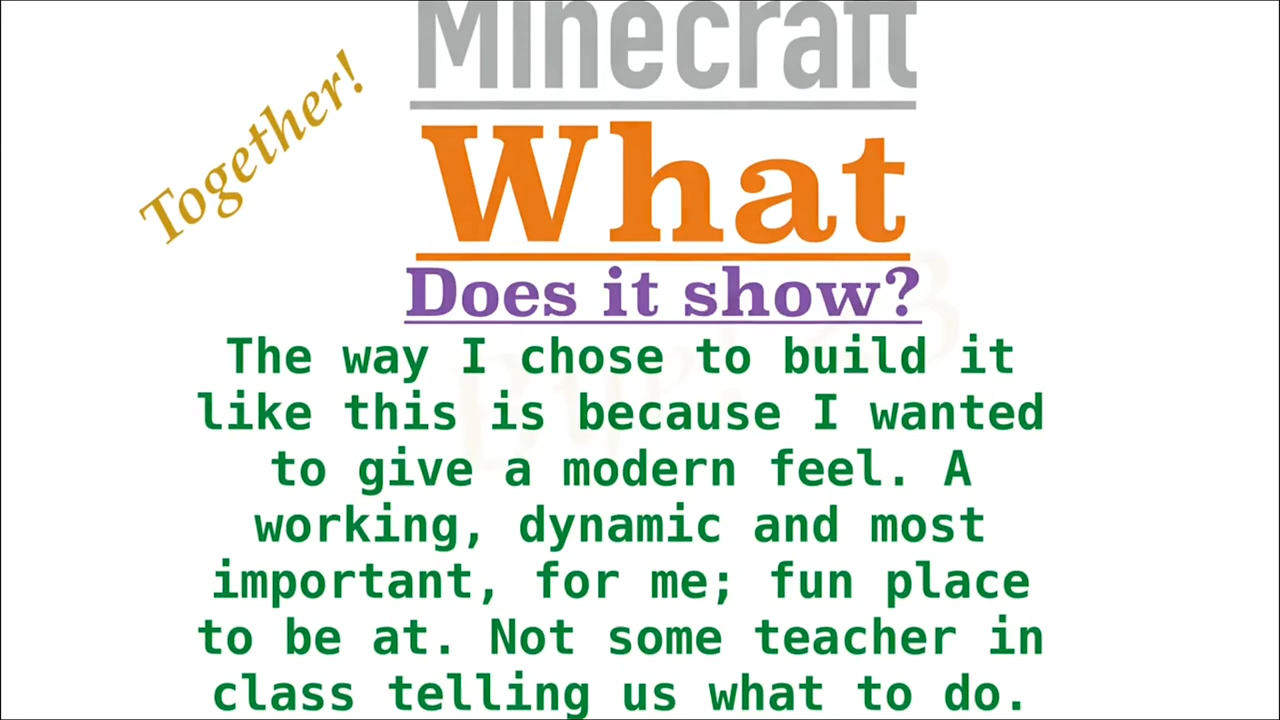 Minecraft
Together!
What
Does it show?
The way I chose to build it
like this is because I wanted
to give a modern feel. A
working, dynamic and most
important, for me; fun place
to be at. Not some teacher in
class telling us what to do.